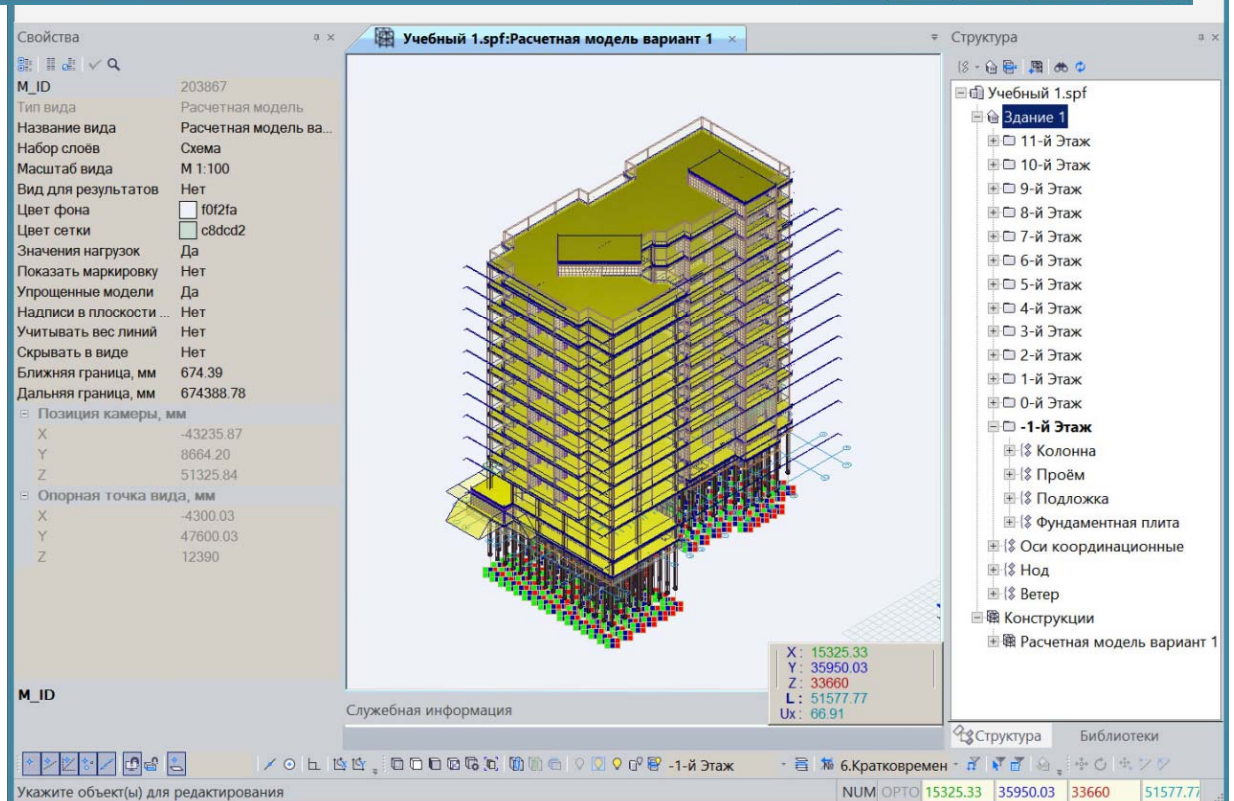 Свойства
M_ID 203867
Тип вида Расчетная модель
Название вида Расчетная модель ва...
Набор слоёв Схема
Масштаб вида М 1:100
Вид для результатов Нет
Цвет фона f0f2fa
Цвет сетки c8dcd2
Значения нагрузок Да
Показать маркировку Нет
Упрощенные модели Да
Надписи в плоскости ... Нет
Учитывать вес линий Нет
Скрывать в виде Нет
Ближняя граница, мм 674.39
Дальняя граница, мм 674388.78
Позиция камеры, мм
X -43235.87
Y 8664.20
Z 51325.84
Опорная точка вида, мм
X -4300.03
Y 47600.03
Z 12390
M_ID
Учебный 1.spf:Расчетная модель вариант 1
X: 15325.33
Y: 35950.03
Z: 33660
L: 51577.77
Ux: 66.91
Служебная информация
Структура
Учебный 1.spf
Здание 1
11-й Этаж
10-й Этаж
9-й Этаж
8-й Этаж
7-й Этаж
6-й Этаж
5-й Этаж
4-й Этаж
3-й Этаж
2-й Этаж
1-й Этаж
0-й Этаж
-1-й Этаж
Колонна
Проём
Подложка
Фундаментная плита
Оси координационные
Нод
Ветер
Конструкции
Расчетная модель вариант 1
Структура Библиотеки
-1-й Этаж 6.Кратковремен
Укажите объект(ы) для редактирования NUM ОРТО 15325.33 35950.03 33660 51577.77